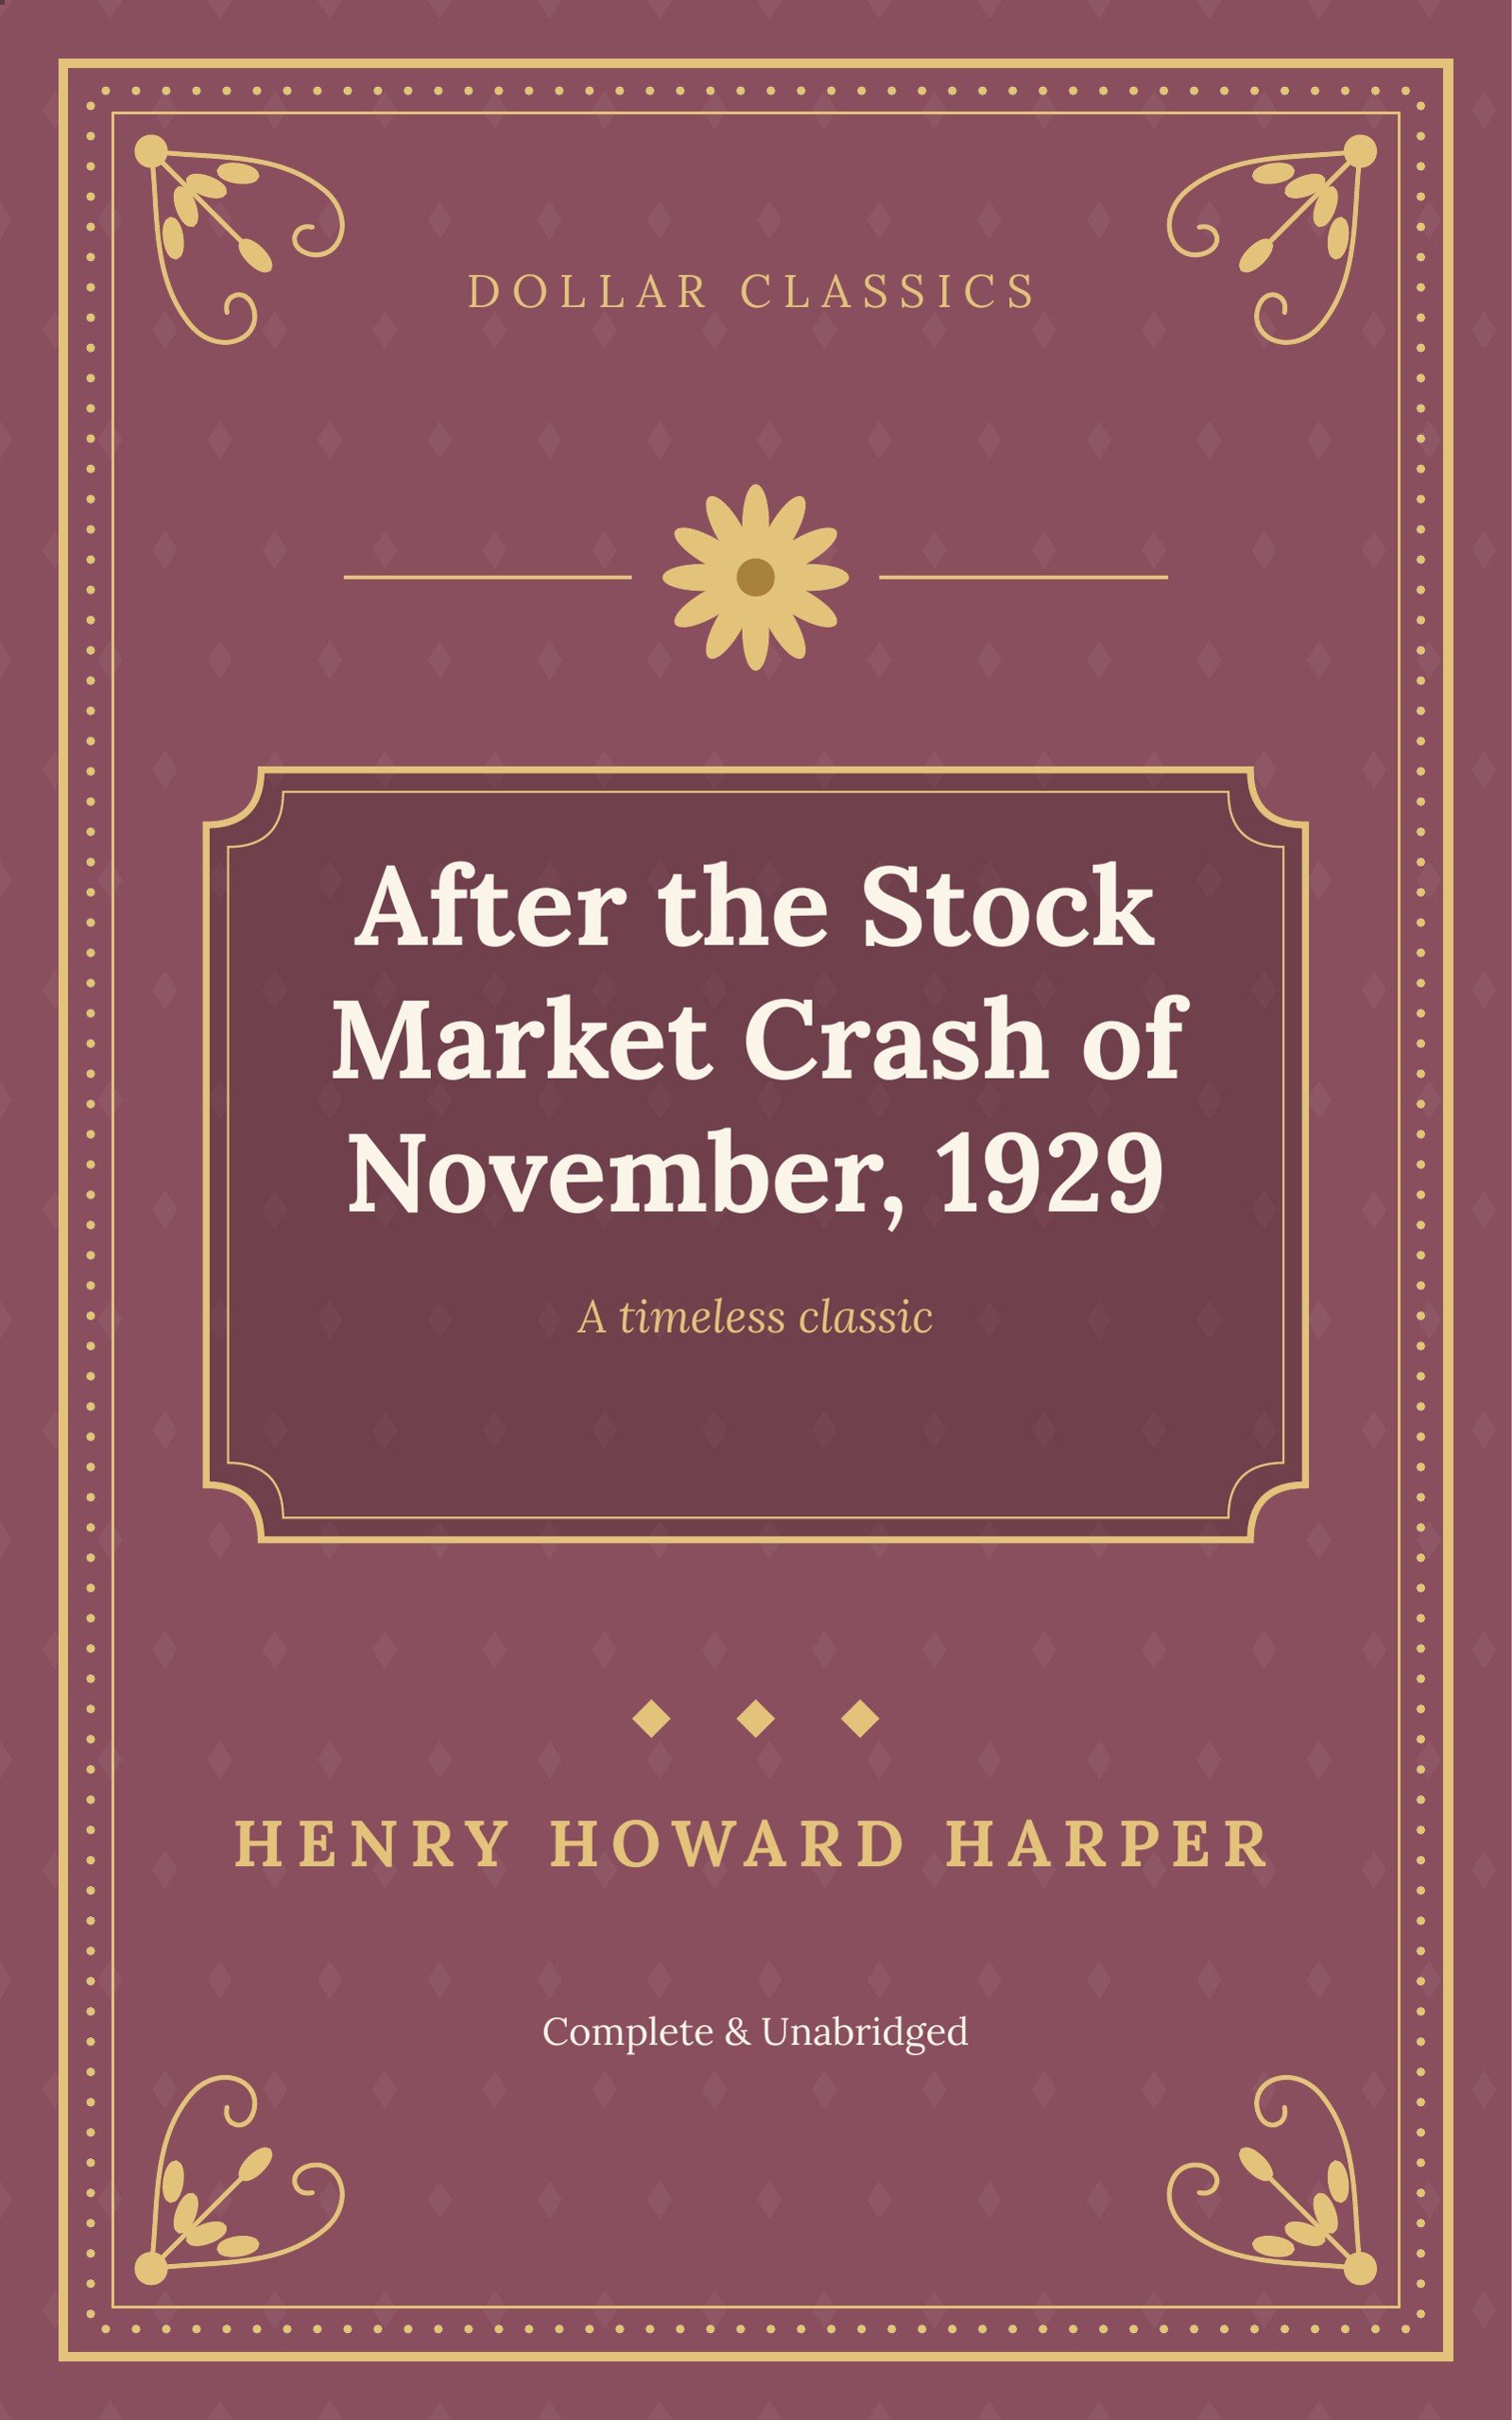 DOLLAR CLASSICS
After the Stock
Market Crash of
November, 1929
A timeless classic
HENRY HOWARD HARPER
Complete & Unabridged